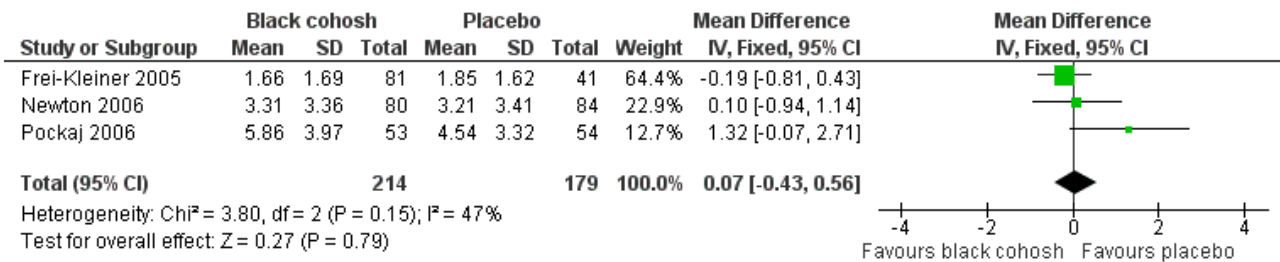 Black cohosh Placebo Mean Difference Mean Difference
Study or Subgroup Mean SD Total Mean SD Total Weight IV, Fixed, 95% CI IV, Fixed, 95% CI
Frei-Kleiner 2005 1.66 1.69 81 1.85 1.62 41 64.4% -0.19 [-0.81, 0.43]
Newton 2006 3.31 3.36 80 3.21 3.41 84 22.9% 0.10 [-0.94, 1.14]
Pockaj 2006 5.86 3.97 53 4.54 3.32 54 12.7% 1.32 [-0.07, 2.71]
Total (95% CI) 214 179 100.0% 0.07 [-0.43, 0.56]
Heterogeneity: Chi² = 3.80, df = 2 (P = 0.15); I² = 47%
Test for overall effect: Z = 0.27 (P = 0.79)
-4 -2 0 2 4
Favours black cohosh Favours placebo